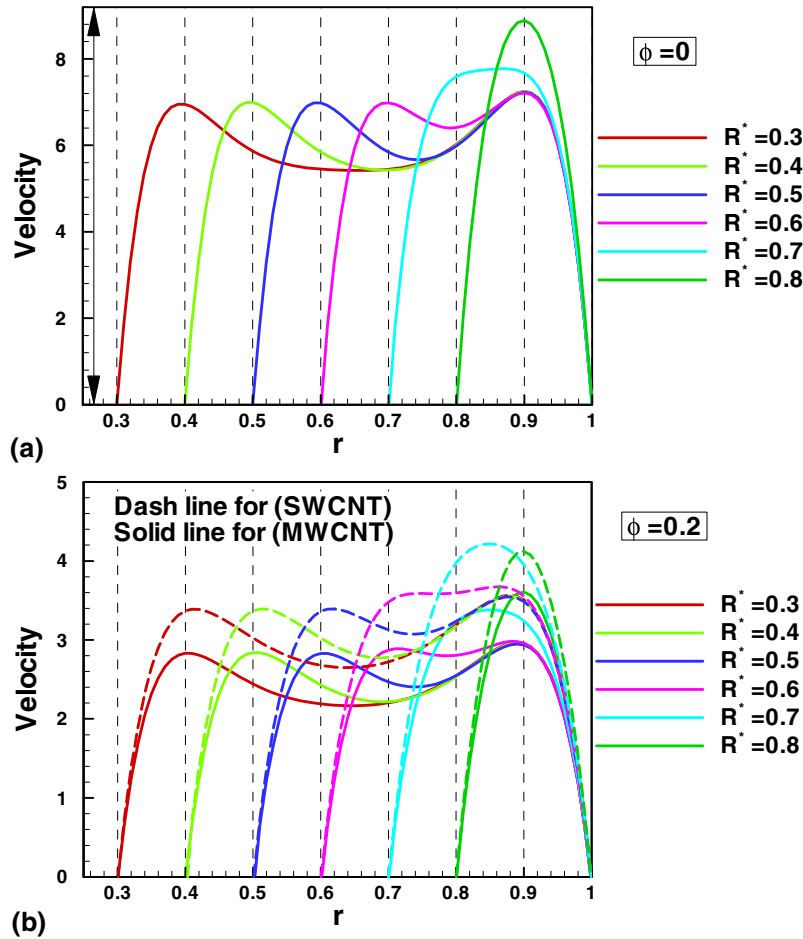 ϕ = 0
8
6
4
2
0
Velocity
R* = 0.3
R* = 0.4
R* = 0.5
R* = 0.6
R* = 0.7
R* = 0.8
0.3 0.4 0.5 0.6 0.7 0.8 0.9 1
r
(a)
Dash line for (SWCNT)
Solid line for (MWCNT)
ϕ = 0.2
5
4
3
2
1
0
Velocity
R* = 0.3
R* = 0.4
R* = 0.5
R* = 0.6
R* = 0.7
R* = 0.8
0.3 0.4 0.5 0.6 0.7 0.8 0.9 1
r
(b)